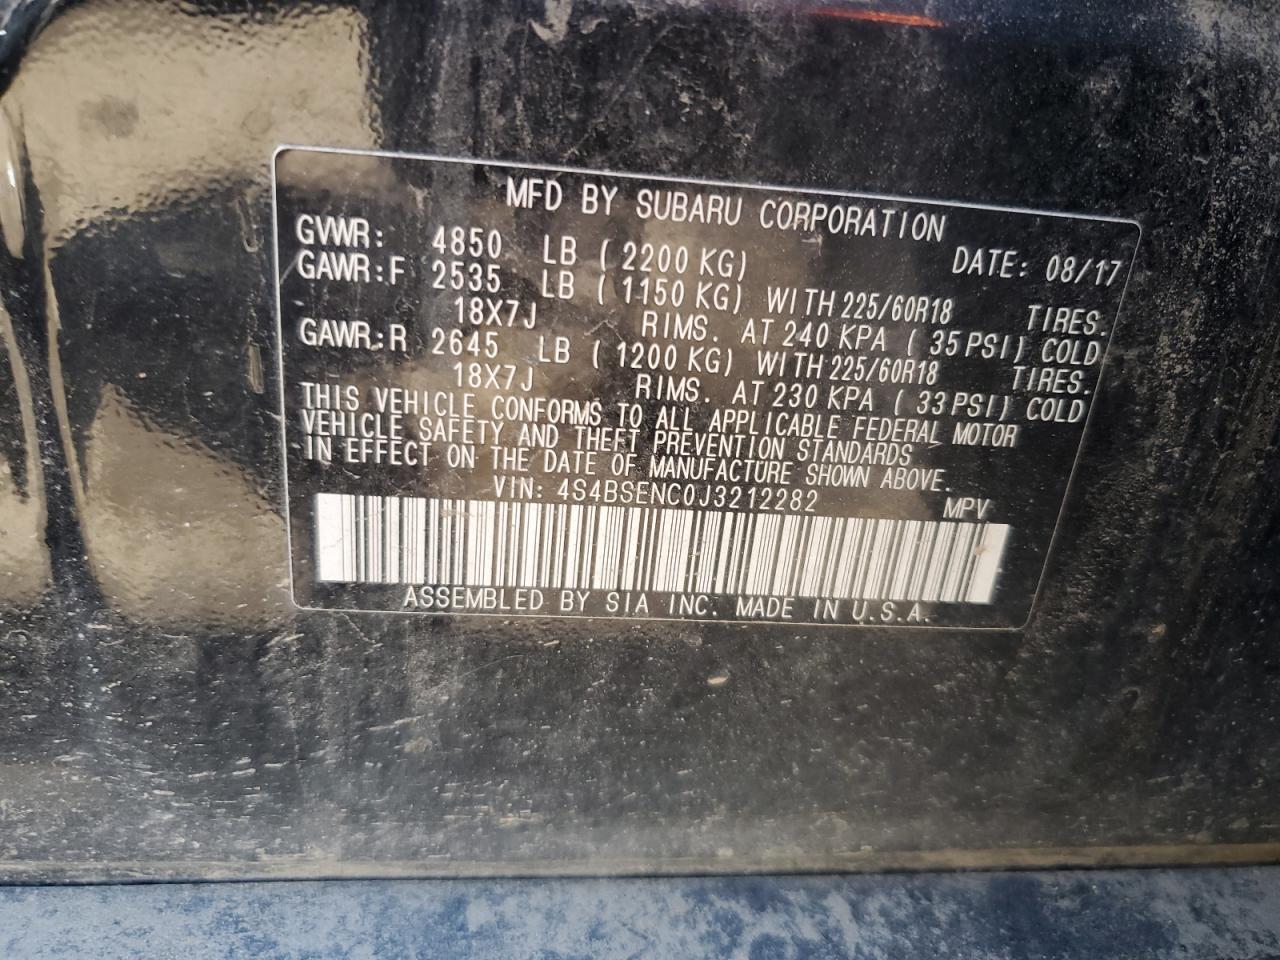 MFD BY SUBARU CORPORATION
GVWR: 4850 LB ( 2200 KG) DATE: 08/17
GAWR:F 2535 LB ( 1150 KG) WITH 225/60R18 TIRES.
18X7J RIMS. AT 240 KPA ( 35 PSI) COLD
GAWR:R 2645 LB ( 1200 KG) WITH 225/60R18 TIRES.
18X7J RIMS. AT 230 KPA ( 33 PSI) COLD
THIS VEHICLE CONFORMS TO ALL APPLICABLE FEDERAL MOTOR
VEHICLE SAFETY AND THEFT PREVENTION STANDARDS
IN EFFECT ON THE DATE OF MANUFACTURE SHOWN ABOVE.
VIN: 4S4BSENC0J3212282 MPV
ASSEMBLED BY SIA INC. MADE IN U.S.A.